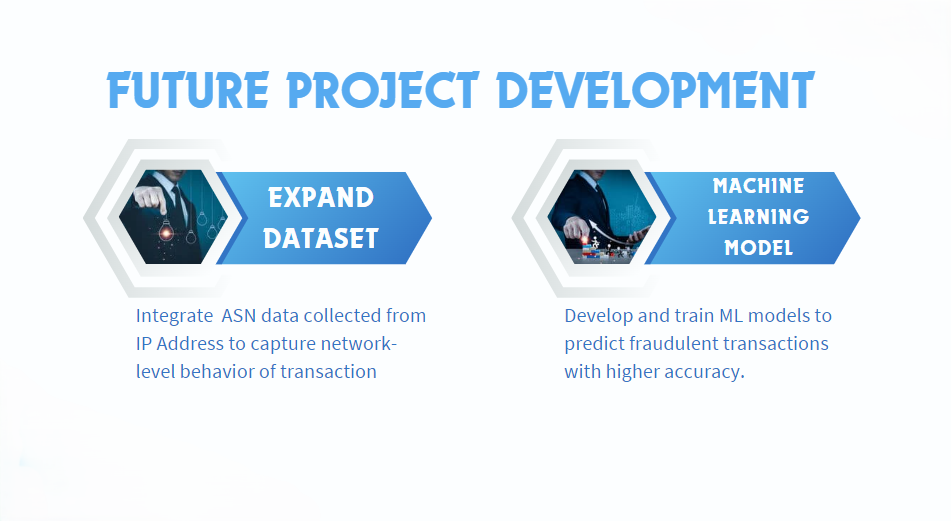 FUTURE PROJECT DEVELOPMENT
EXPAND
DATASET
Integrate  ASN data collected from
IP Address to capture network-
level behavior of transaction
MACHINE
LEARNING
MODEL
Develop and train ML models to
predict fraudulent transactions
with higher accuracy.